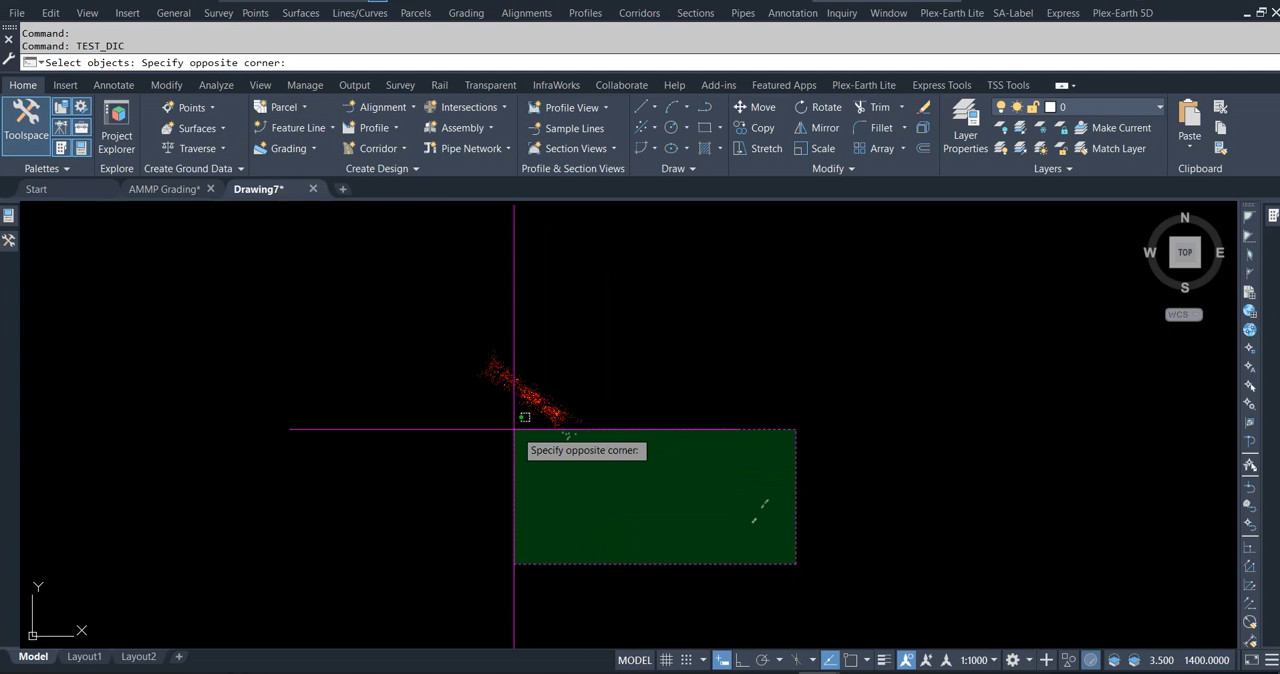 File Edit View Insert General Survey Points Surfaces Lines/Curves Parcels Grading Alignments Profiles Corridors Sections Pipes Annotation Inquiry Window Plex-Earth Lite SA-Label Express Plex-Earth 5D
Command:
Command: TEST_DIC
Select objects: Specify opposite corner:
Home Insert Annotate Modify Analyze View Manage Output Survey Rail Transparent InfraWorks Collaborate Help Add-ins Featured Apps Plex-Earth Lite Express Tools TSS Tools
Points Parcel Alignment Intersections Profile View Move Rotate Trim 0
Toolspace Project Explorer Surfaces Feature Line Profile Assembly Sample Lines Copy Mirror Fillet Layer Properties Make Current Paste
Traverse Grading Corridor Pipe Network Section Views Stretch Scale Array Match Layer
Palettes Explore Create Ground Data Create Design Profile & Section Views Draw Modify Layers Clipboard
Start AMMP Grading* Drawing7*
N
W TOP E
S
WCS
Specify opposite corner:
Y
X
Model Layout1 Layout2 MODEL 1:1000 3.500 1400.0000